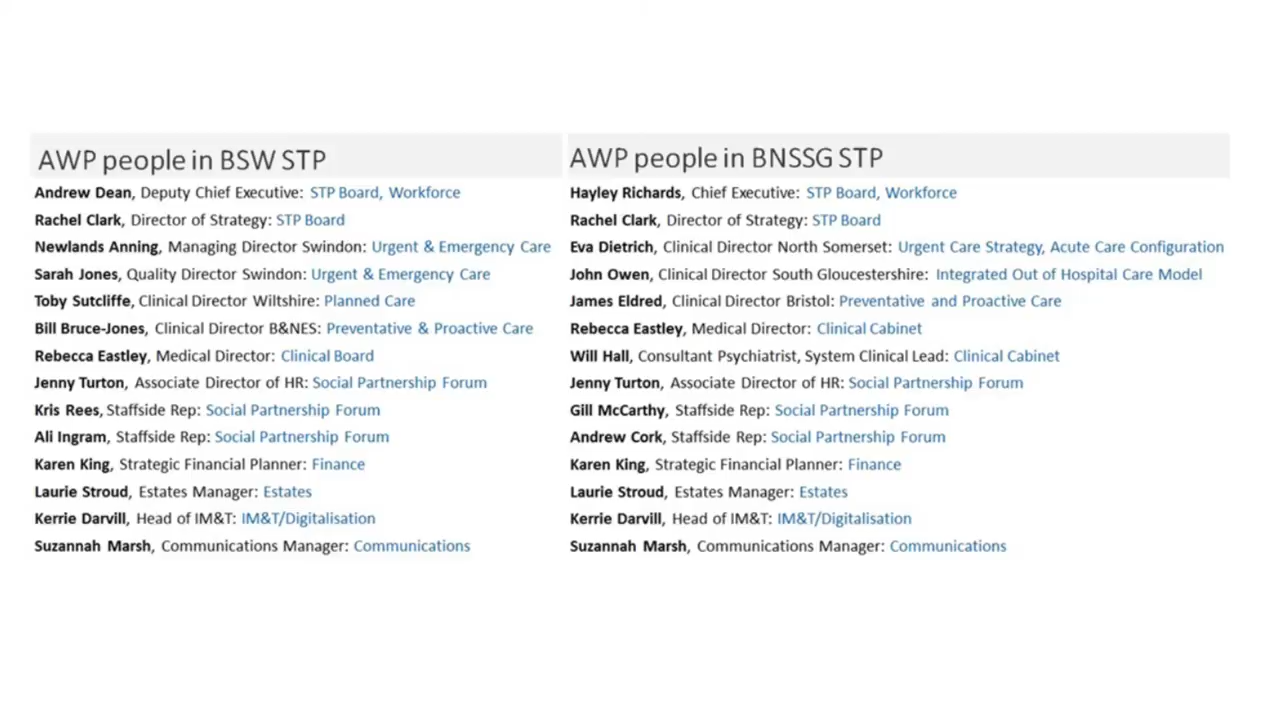 AWP people in BSW STP
Andrew Dean, Deputy Chief Executive: STP Board, Workforce
Rachel Clark, Director of Strategy: STP Board
Newlands Anning, Managing Director Swindon: Urgent & Emergency Care
Sarah Jones, Quality Director Swindon: Urgent & Emergency Care
Toby Sutcliffe, Clinical Director Wiltshire: Planned Care
Bill Bruce-Jones, Clinical Director B&NES: Preventative & Proactive Care
Rebecca Eastley, Medical Director: Clinical Board
Jenny Turton, Associate Director of HR: Social Partnership Forum
Kris Rees, Staffside Rep: Social Partnership Forum
Ali Ingram, Staffside Rep: Social Partnership Forum
Karen King, Strategic Financial Planner: Finance
Laurie Stroud, Estates Manager: Estates
Kerrie Darvill, Head of IM&T: IM&T/Digitalisation
Suzannah Marsh, Communications Manager: Communications
AWP people in BNSSG STP
Hayley Richards, Chief Executive: STP Board, Workforce
Rachel Clark, Director of Strategy: STP Board
Eva Dietrich, Clinical Director North Somerset: Urgent Care Strategy, Acute Care Configuration
John Owen, Clinical Director South Gloucestershire: Integrated Out of Hospital Care Model
James Eldred, Clinical Director Bristol: Preventative and Proactive Care
Rebecca Eastley, Medical Director: Clinical Cabinet
Will Hall, Consultant Psychiatrist, System Clinical Lead: Clinical Cabinet
Jenny Turton, Associate Director of HR: Social Partnership Forum
Gill McCarthy, Staffside Rep: Social Partnership Forum
Andrew Cork, Staffside Rep: Social Partnership Forum
Karen King, Strategic Financial Planner: Finance
Laurie Stroud, Estates Manager: Estates
Kerrie Darvill, Head of IM&T: IM&T/Digitalisation
Suzannah Marsh, Communications Manager: Communications